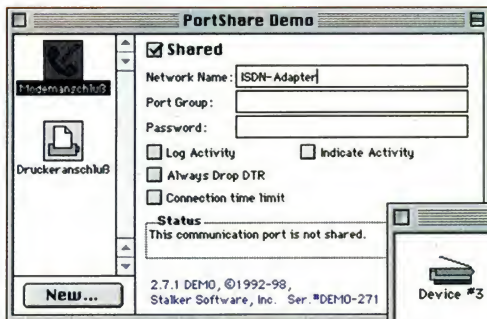 PortShare Demo
Modemanschluß
Druckeranschluß
New...
Shared
Network Name: ISDN-Adapter
Port Group:
Password:
Log Activity
Indicate Activity
Always Drop DTR
Connection time limit
Status
This communication port is not shared.
2.7.1 DEMO, ©1992-98,
Stalker Software, Inc. Ser.#DEMO-271
Device #3